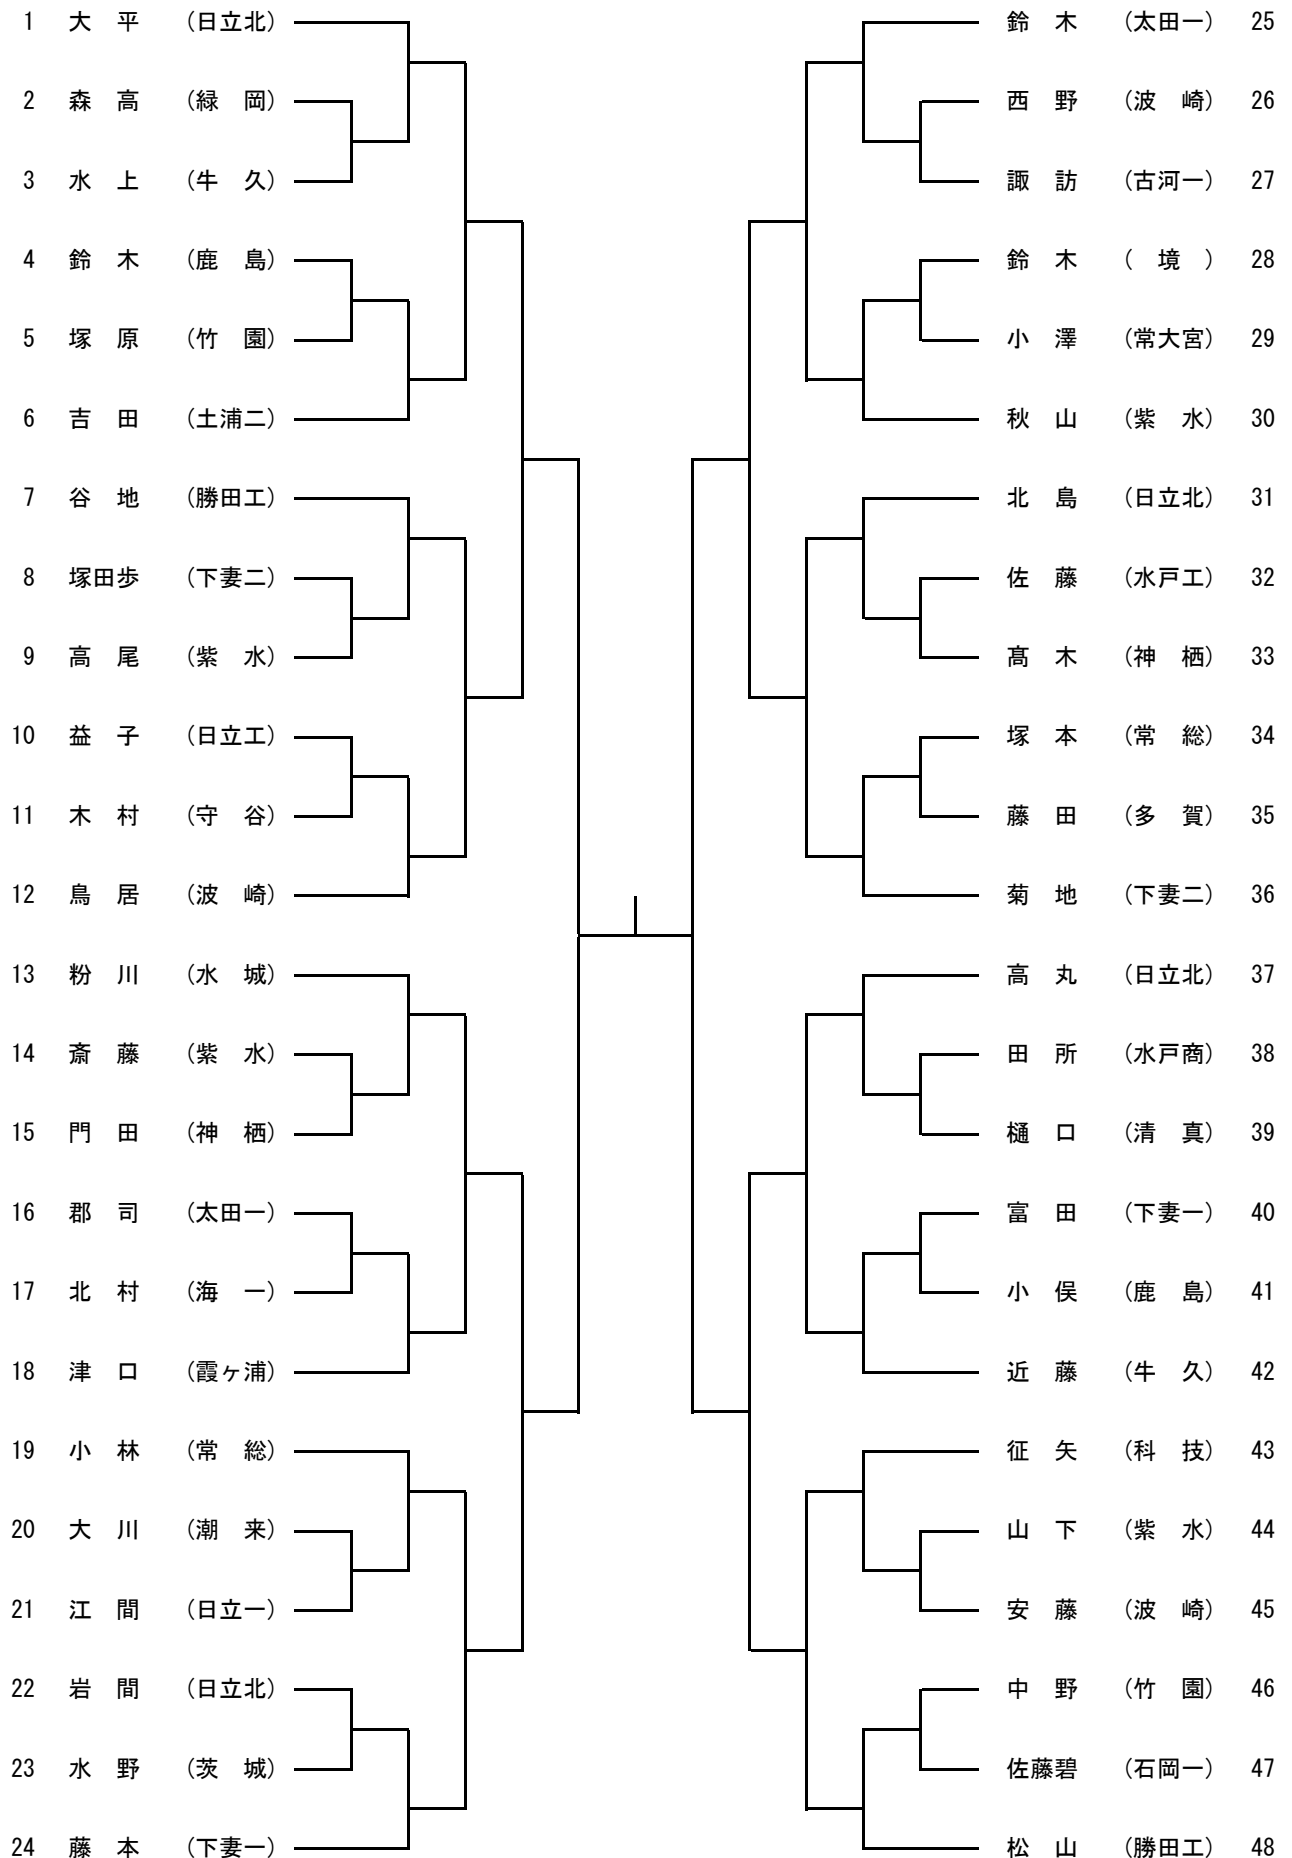 1 大 平 (日立北)
2 森 高 (緑 岡)
3 水 上 (牛 久)
4 鈴 木 (鹿 島)
5 塚 原 (竹 園)
6 吉 田 (土浦二)
7 谷 地 (勝田工)
8 塚田歩 (下妻二)
9 高 尾 (紫 水)
10 益 子 (日立工)
11 木 村 (守 谷)
12 鳥 居 (波 崎)
13 粉 川 (水 城)
14 斎 藤 (紫 水)
15 門 田 (神 栖)
16 郡 司 (太田一)
17 北 村 (海 一)
18 津 口 (霞ヶ浦)
19 小 林 (常 総)
20 大 川 (潮 来)
21 江 間 (日立一)
22 岩 間 (日立北)
23 水 野 (茨 城)
24 藤 本 (下妻一)
鈴 木 (太田一) 25
西 野 (波 崎) 26
諏 訪 (古河一) 27
鈴 木 ( 境 ) 28
小 澤 (常大宮) 29
秋 山 (紫 水) 30
北 島 (日立北) 31
佐 藤 (水戸工) 32
髙 木 (神 栖) 33
塚 本 (常 総) 34
藤 田 (多 賀) 35
菊 地 (下妻二) 36
高 丸 (日立北) 37
田 所 (水戸商) 38
樋 口 (清 真) 39
富 田 (下妻一) 40
小 俣 (鹿 島) 41
近 藤 (牛 久) 42
征 矢 (科 技) 43
山 下 (紫 水) 44
安 藤 (波 崎) 45
中 野 (竹 園) 46
佐藤碧 (石岡一) 47
松 山 (勝田工) 48